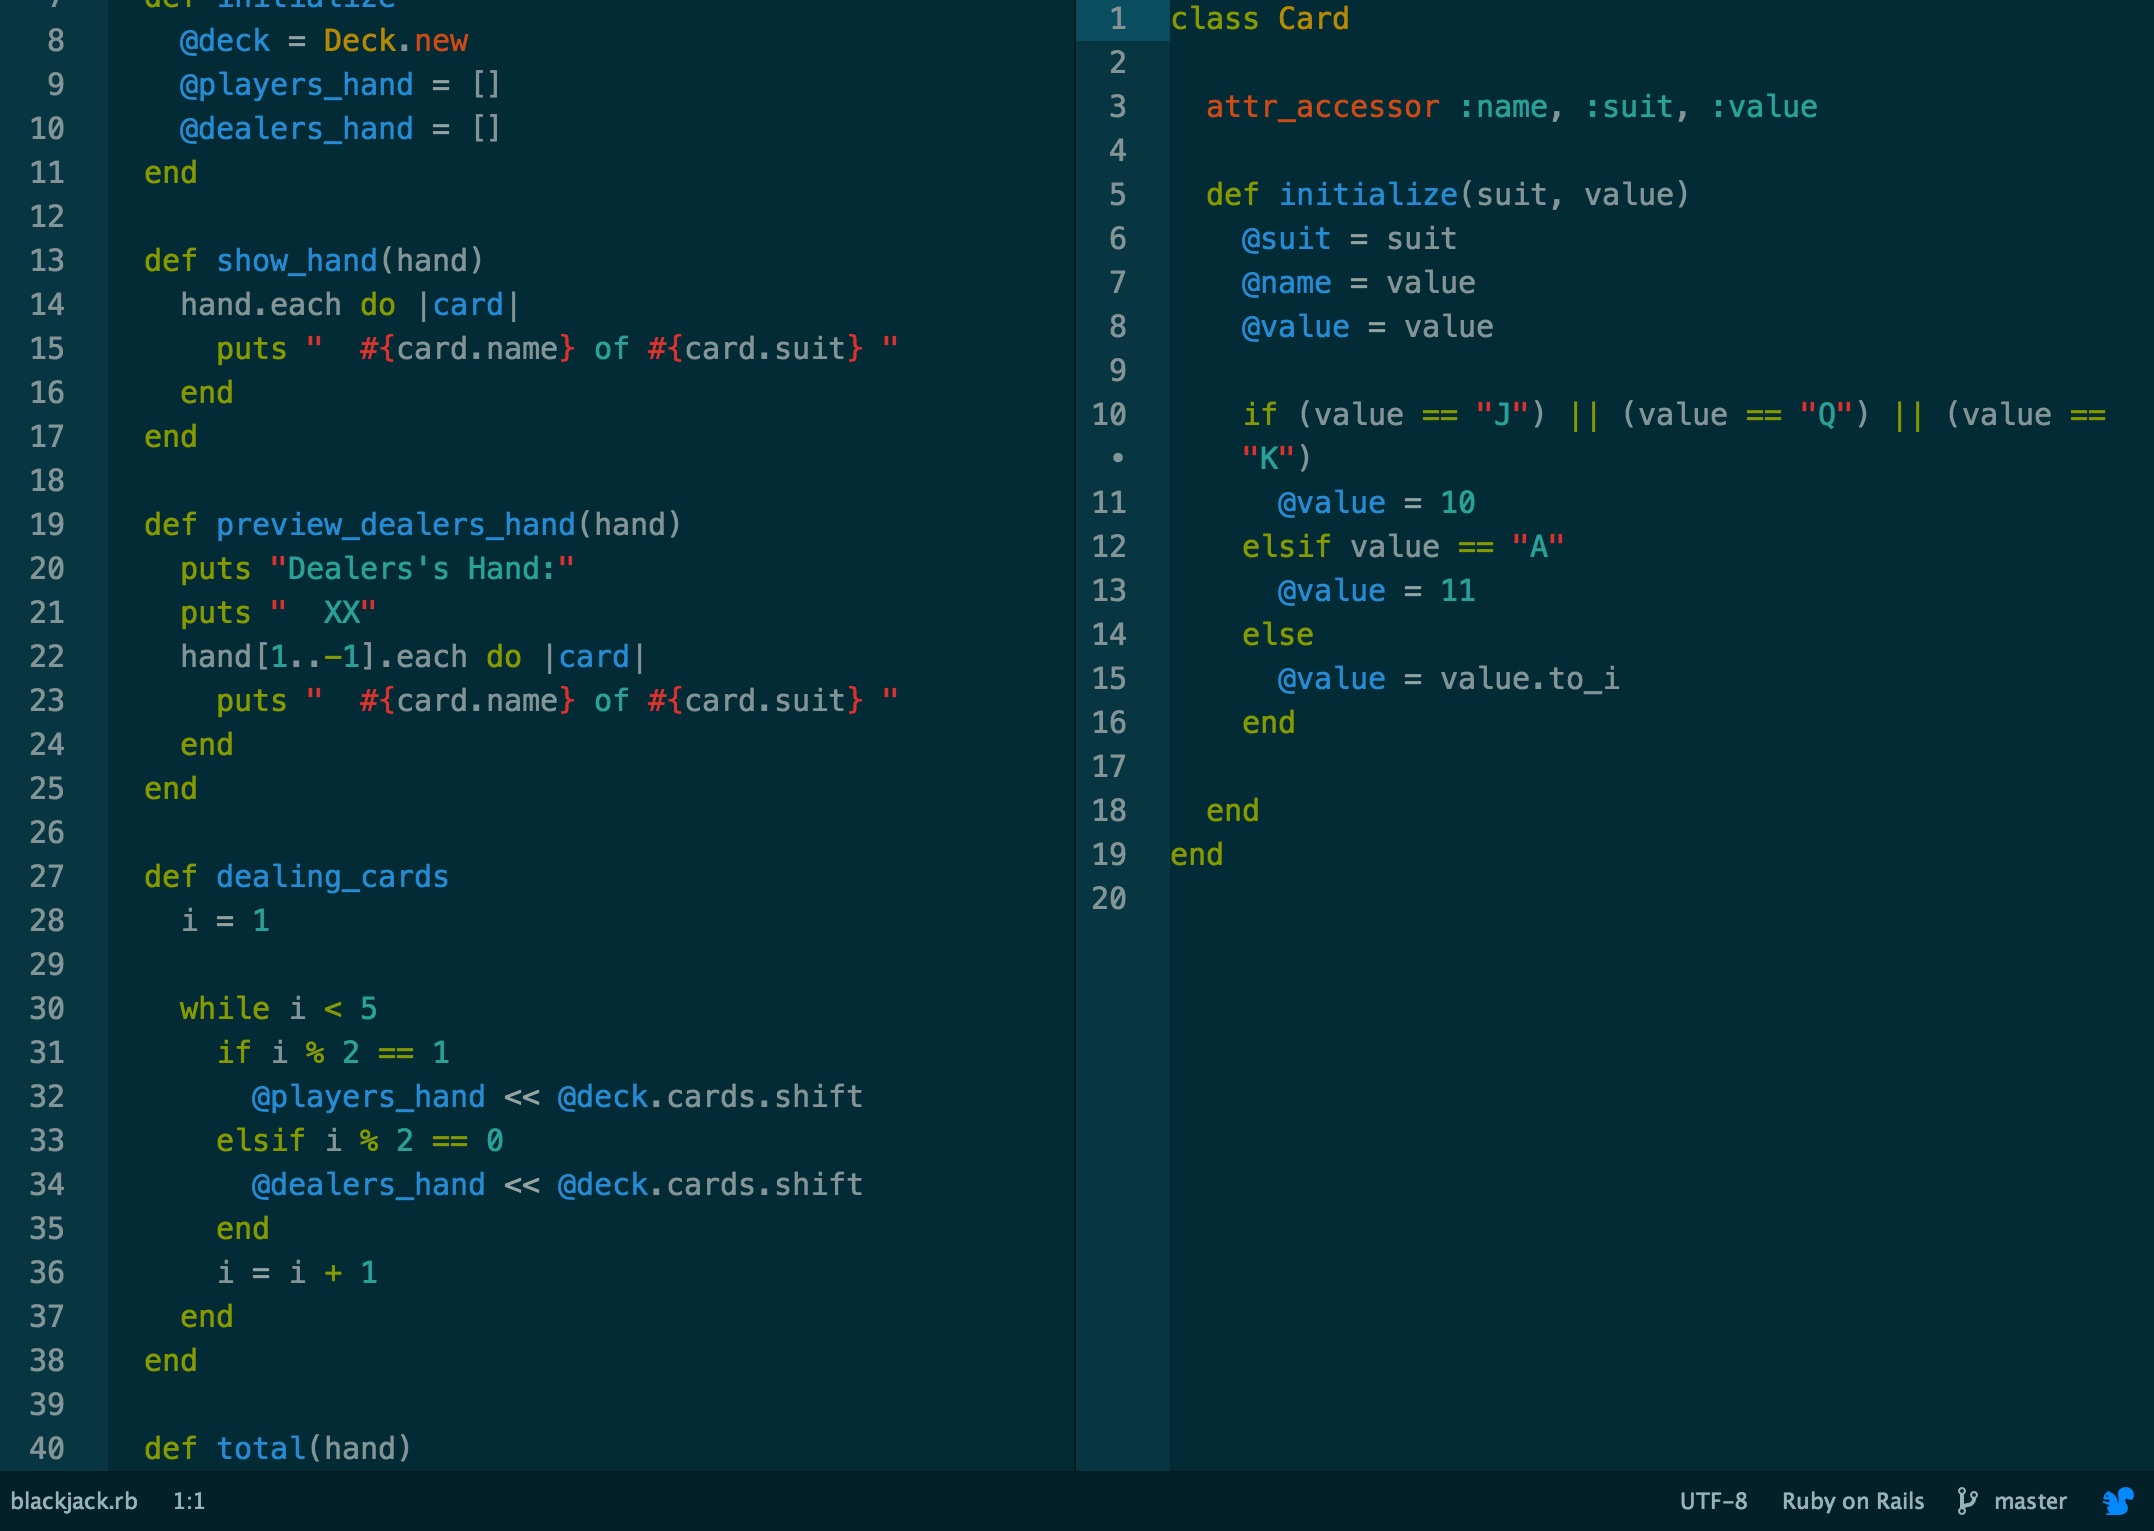 7 def initialize
8 @deck = Deck.new
9 @players_hand = []
10 @dealers_hand = []
11 end
12
13 def show_hand(hand)
14 hand.each do |card|
15 puts "  #{card.name} of #{card.suit} "
16 end
17 end
18
19 def preview_dealers_hand(hand)
20 puts "Dealers's Hand:"
21 puts "  XX"
22 hand[1..-1].each do |card|
23 puts "  #{card.name} of #{card.suit} "
24 end
25 end
26
27 def dealing_cards
28 i = 1
29
30 while i < 5
31 if i % 2 == 1
32 @players_hand << @deck.cards.shift
33 elsif i % 2 == 0
34 @dealers_hand << @deck.cards.shift
35 end
36 i = i + 1
37 end
38 end
39
40 def total(hand)
1 class Card
2
3 attr_accessor :name, :suit, :value
4
5 def initialize(suit, value)
6 @suit = suit
7 @name = value
8 @value = value
9
10 if (value == "J") || (value == "Q") || (value ==
• "K")
11 @value = 10
12 elsif value == "A"
13 @value = 11
14 else
15 @value = value.to_i
16 end
17
18 end
19 end
20
blackjack.rb 1:1 UTF-8 Ruby on Rails master